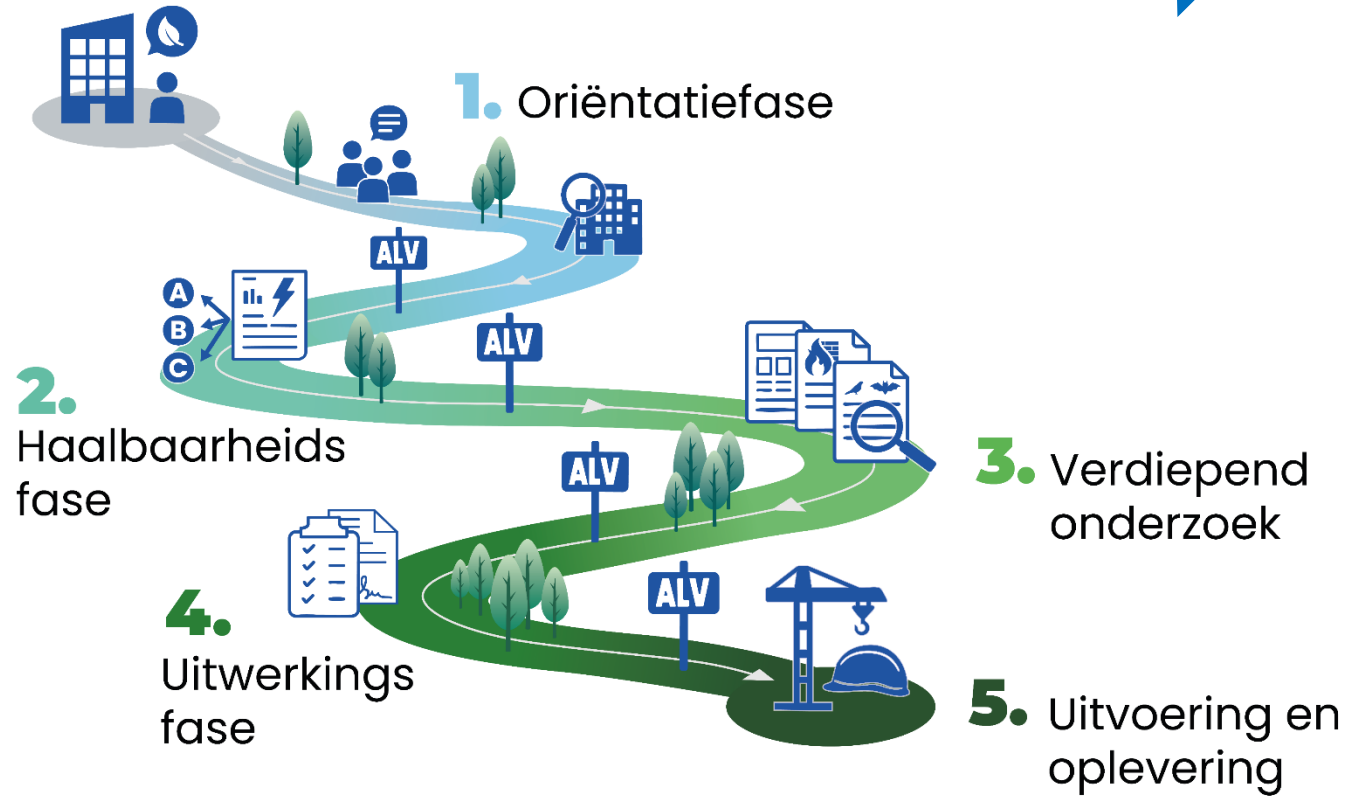 1. Oriëntatiefase
ALV
A
B
C
ALV
2.
Haalbaarheids
fase
ALV
3. Verdiepend
onderzoek
4.
Uitwerkings
fase
ALV
5. Uitvoering en
oplevering